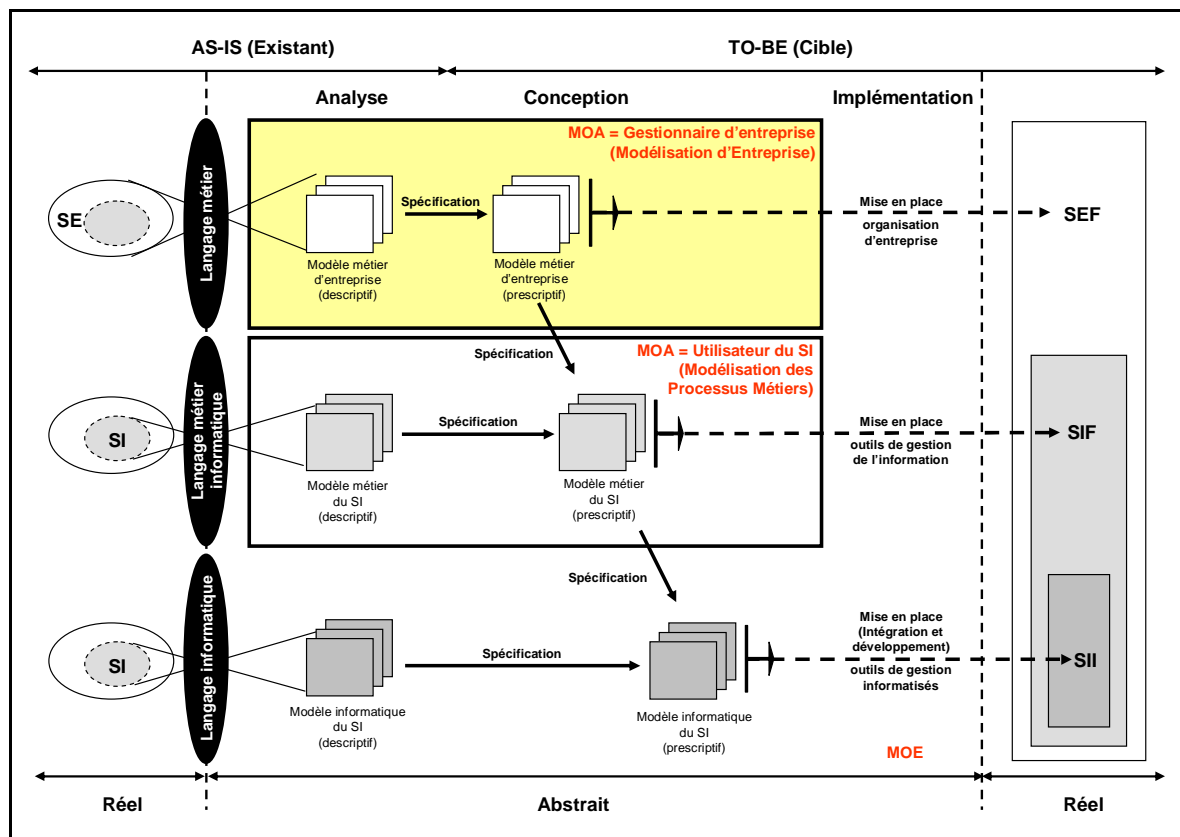 AS-IS (Existant)
TO-BE (Cible)
Analyse
Conception
Implémentation
MOA = Gestionnaire d'entreprise
(Modélisation d'Entreprise)
Langage métier
SE
Spécification
Modèle métier
d'entreprise
(descriptif)
Modèle métier
d'entreprise
(prescriptif)
Mise en place
organisation
d'entreprise
SEF
Spécification
MOA = Utilisateur du SI
(Modélisation des
Processus Métiers)
Langage métier
informatique
SI
Spécification
Modèle métier
du SI
(descriptif)
Modèle métier
du SI
(prescriptif)
Mise en place
outils de gestion
de l'information
SIF
Spécification
Langage informatique
SI
Spécification
Modèle informatique
du SI
(descriptif)
Modèle informatique
du SI
(prescriptif)
Mise en place
(Intégration et
développement)
outils de gestion
informatisés
SII
MOE
Réel
Abstrait
Réel